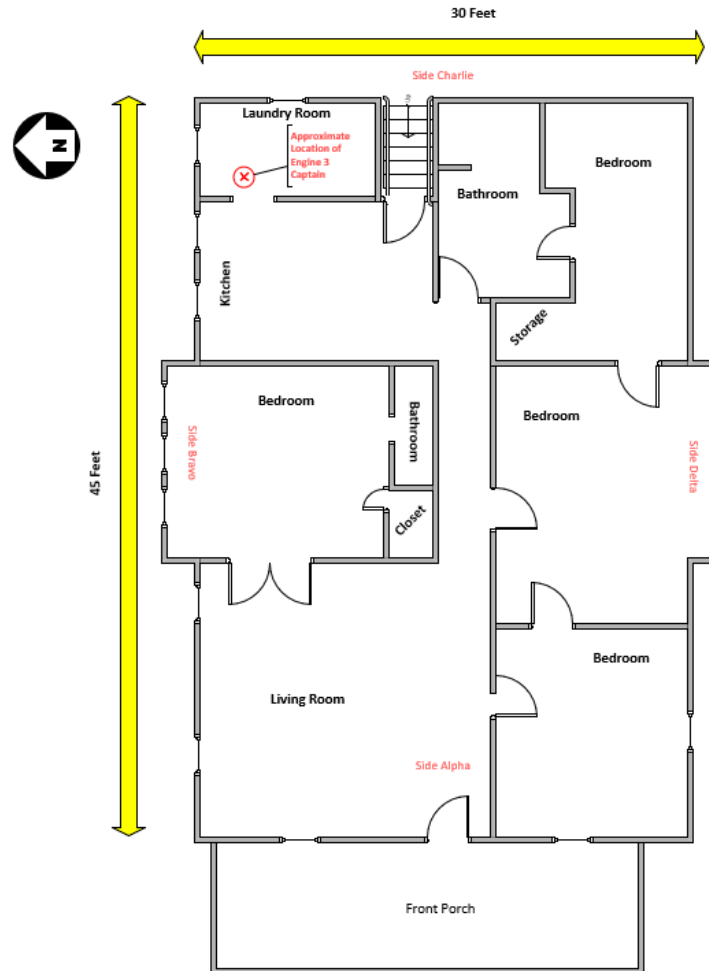 30 Feet
Side Charlie
N
Laundry Room
Approximate
Location of
Engine 3
Captain
X
Bedroom
Bathroom
Kitchen
Storage
Bedroom
Bathroom
Bedroom
Side Bravo
Side Delta
45 Feet
Closet
Bedroom
Living Room
Side Alpha
Front Porch